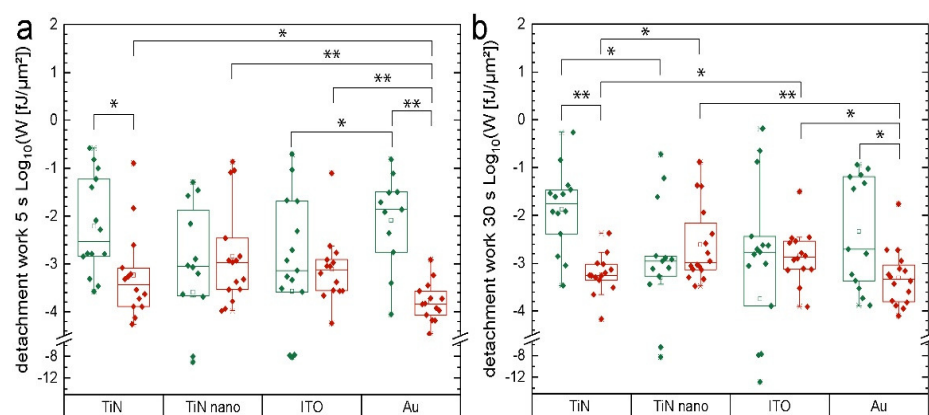 a
detachment work 5 s Log10(W [fJ/µm²])
2
1
0
-1
-2
-3
-4
-8
-12
*
**
**
*
*
**
TiN
TiN nano
ITO
Au
b
detachment work 30 s Log10(W [fJ/µm²])
2
1
0
-1
-2
-3
-4
-8
-12
*
*
*
**
**
*
*
TiN
TiN nano
ITO
Au